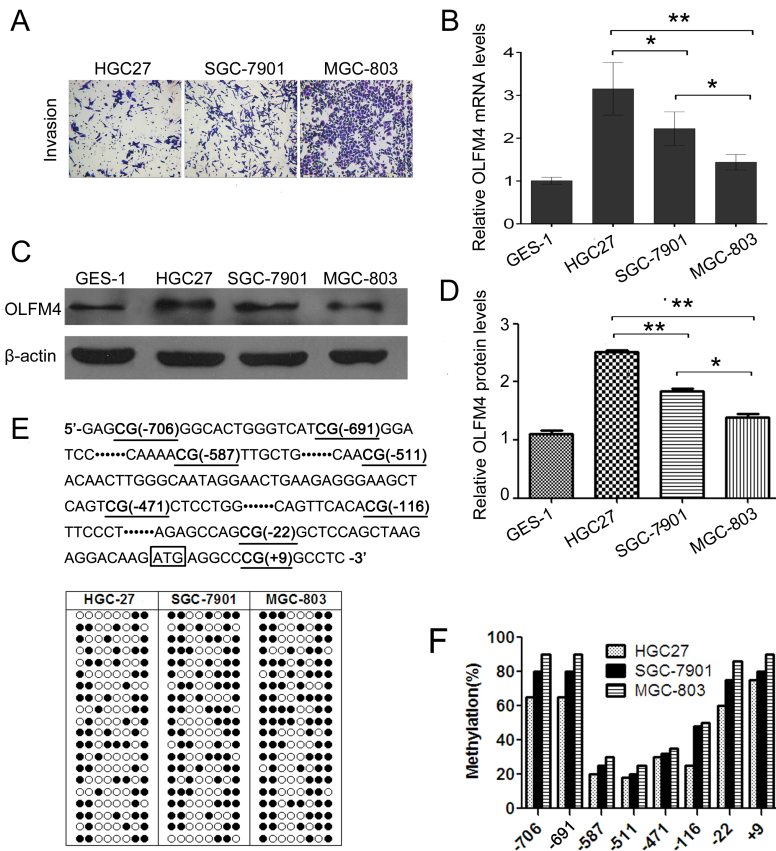 A
HGC27 SGC-7901 MGC-803
Invasion
B
Relative OLFM4 mRNA levels
** 
* 
*
4
3
2
1
0
GES-1 HGC27 SGC-7901 MGC-803
C
GES-1 HGC27 SGC-7901 MGC-803
OLFM4
β-actin
D
Relative OLFM4 protein levels
**
**
*
3
2
1
0
GES-1 HGC27 SGC-7901 MGC-803
E
5'-GAGCG(-706)GGCACTGGGTCATCG(-691)GGA
TCC••••••CAAAACG(-587)TTGCTG••••••CAACG(-511)
ACAACTTGGGCAATAGGAACTGAAGAGGGAAGCT
CAGTCG(-471)CTCCTGG••••••CAGTTCACACG(-116)
TTCCCT••••••AGAGCCAGCG(-22)GCTCCAGCTAAG
AGGACAAG ATG AGGCCCG(+9)GCCTC -3'
HGC-27 SGC-7901 MGC-803
F
Methylation(%)
100
80
60
40
20
0
HGC27
SGC-7901
MGC-803
-706 -691 -587 -511 -471 -116 -22 +9